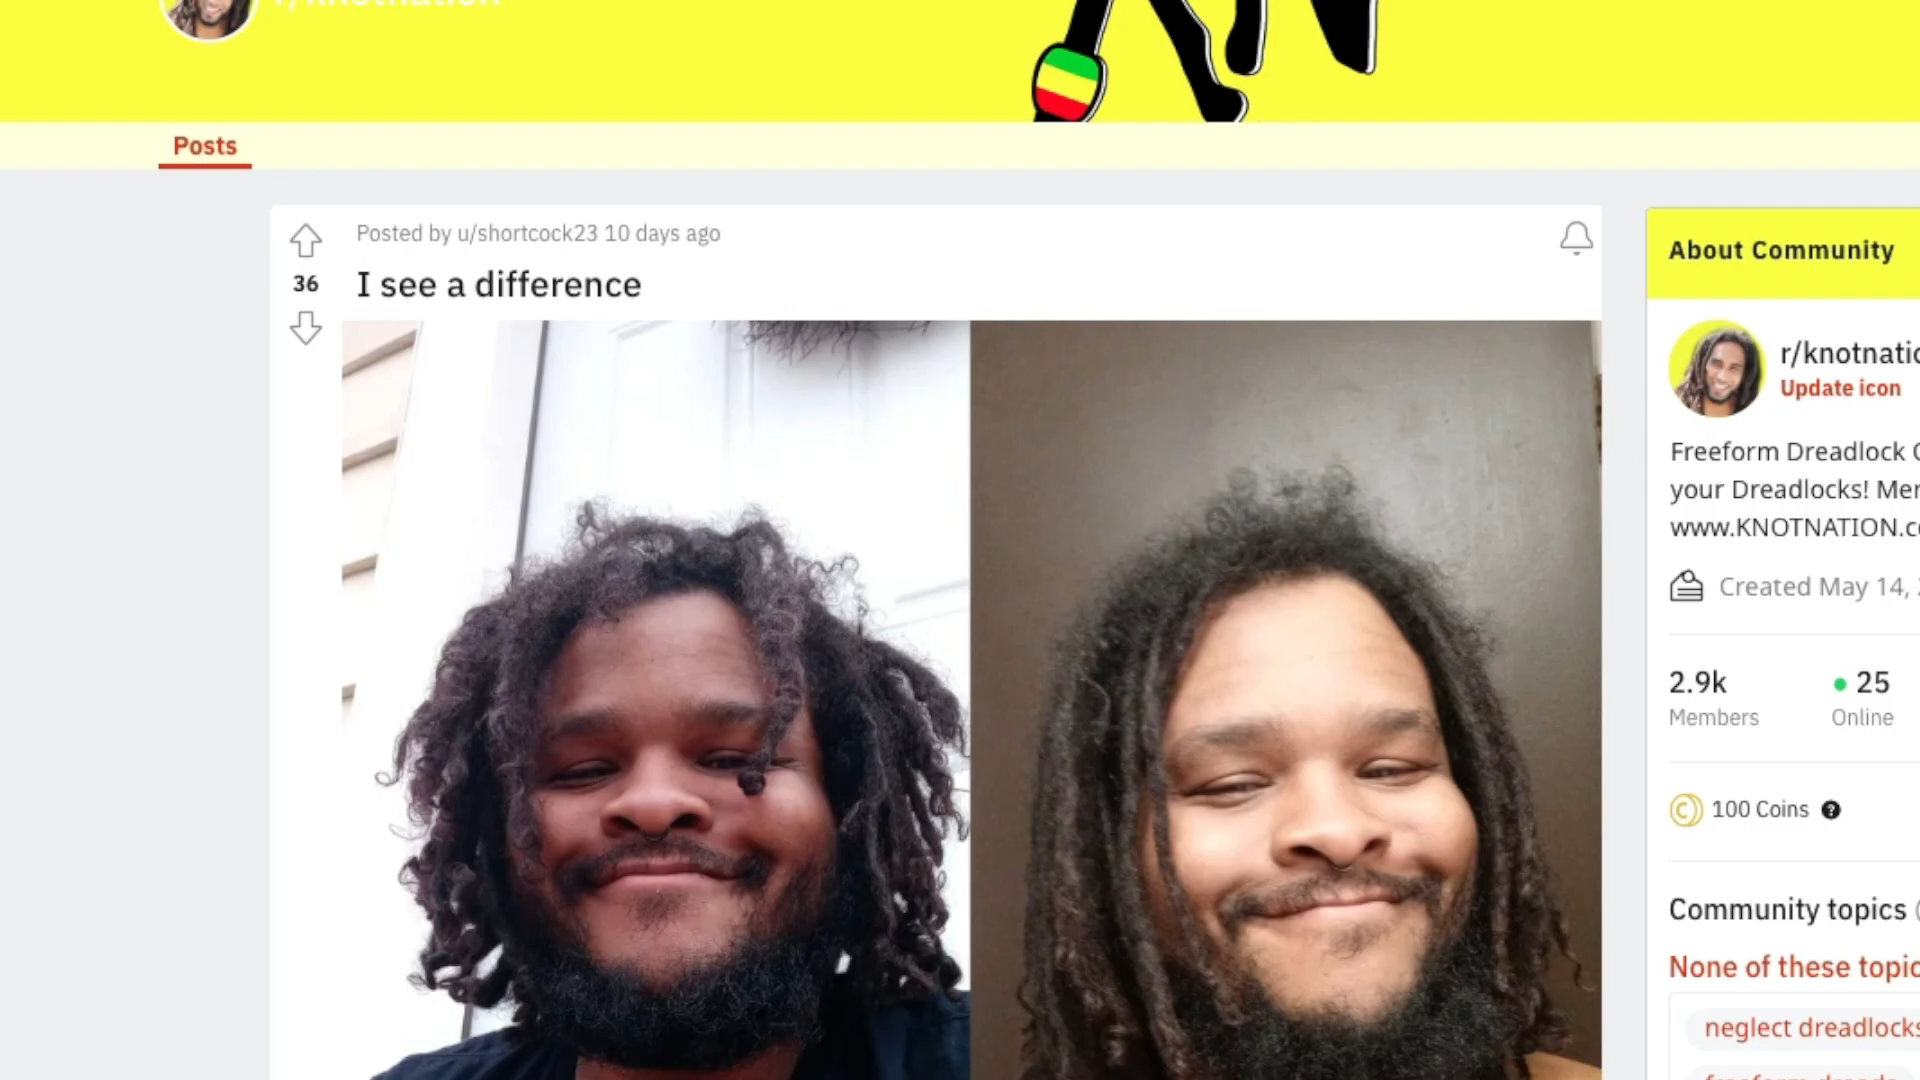 Posts
Posted by u/shortcock23 10 days ago
36
I see a difference
About Community
r/knotnatio
Update icon
Freeform Dreadlock
your Dreadlocks!
www.KNOTNATION.co
Created May 14,
2.9k
25
Members
Online
100 Coins
Community topics
None of these topic
neglect dreadlocks